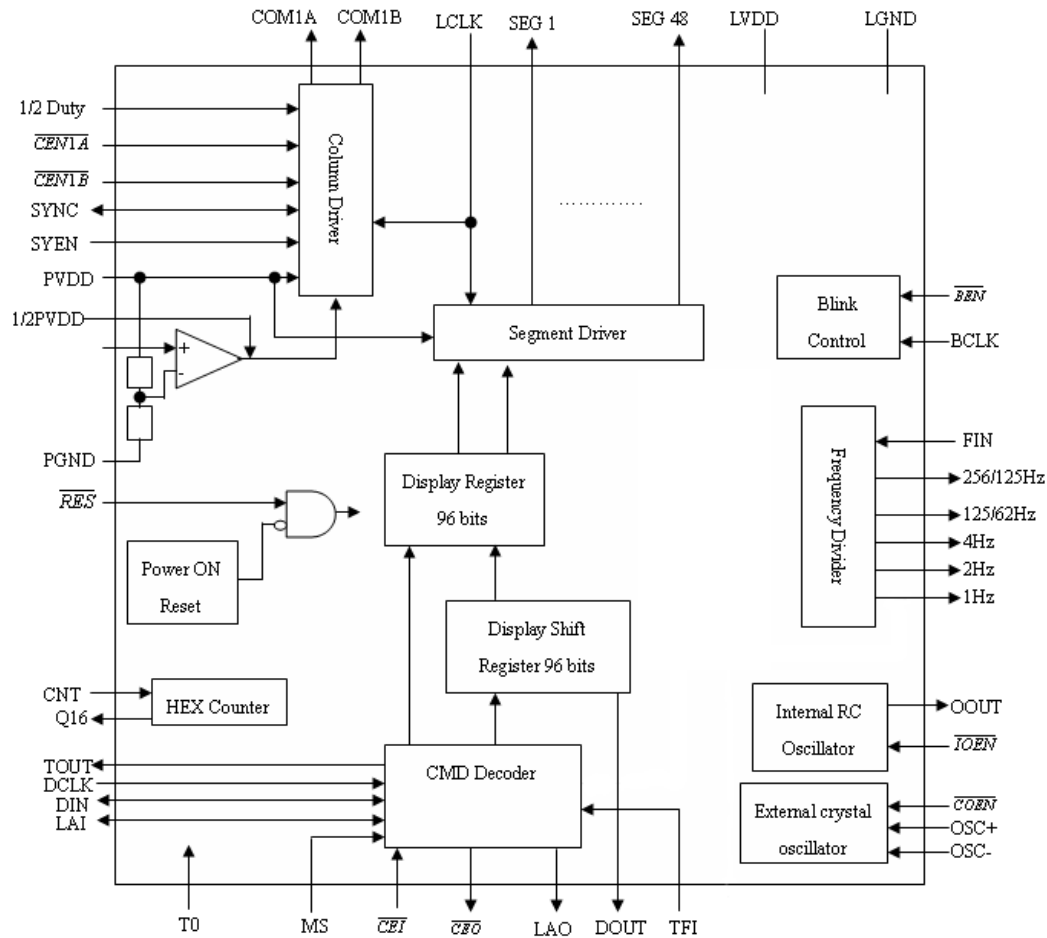 COM1A COM1B LCLK SEG 1 SEG 48 LVDD LGND
1/2 Duty
CEN1A
CEN1B
SYNC
SYEN
PVDD
1/2PVDD
+
-
PGND
RES
Column Driver
.............
Segment Driver
Blink
Control
BEN
BCLK
Display Register
96 bits
Power ON
Reset
Frequency Divider
FIN
256/125Hz
125/62Hz
4Hz
2Hz
1Hz
Display Shift
Register 96 bits
CNT
Q16
HEX Counter
Internal RC
Oscillator
OOUT
IOEN
TOUT
DCLK
DIN
LAI
CMD Decoder
External crystal
oscillator
COEN
OSC+
OSC-
T0 MS CEI CEO LAO DOUT TFI